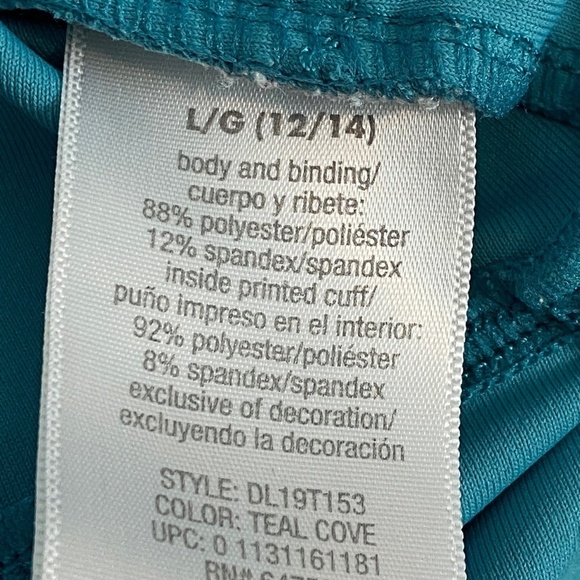 L/G (12/14)
body and binding/
cuerpo y ribete:
88% polyester/poliéster
12% spandex/spandex
inside printed cuff/
puño impreso en el interior:
92% polyester/poliéster
8% spandex/spandex
exclusive of decoration/
excluyendo la decoración
STYLE: DL19T153
COLOR: TEAL COVE
UPC: 0 1131161181
RN#